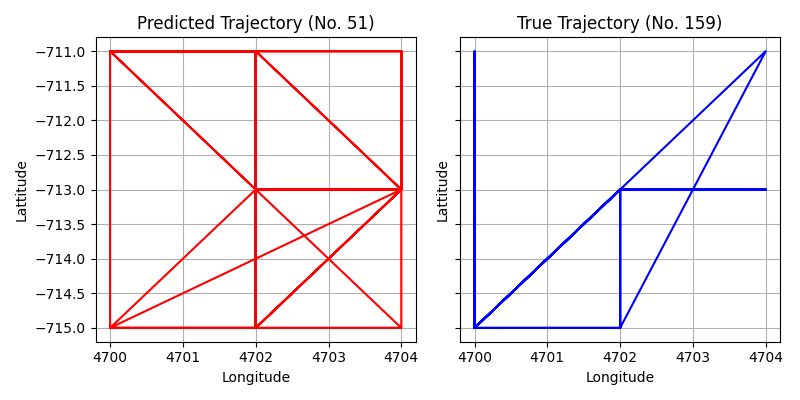 Predicted Trajectory (No. 51)
True Trajectory (No. 159)
−711.0
−711.5
−712.0
−712.5
−713.0
−713.5
−714.0
−714.5
−715.0
Lattitude
Lattitude
4700 4701 4702 4703 4704
4700 4701 4702 4703 4704
Longitude
Longitude